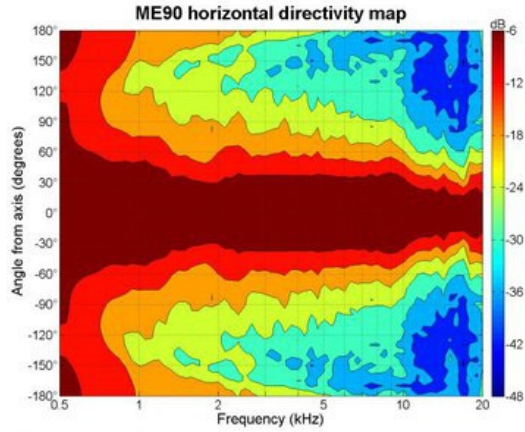 ME90 horizontal directivity map
dB
180° -6
150°
120° -12
90°
60° -18
30°
0° -24
-30° -30
-60°
-90° -36
-120° -42
-150°
-180° -48
0.5 1 2 5 10 20
Angle from axis (degrees)
Frequency (kHz)